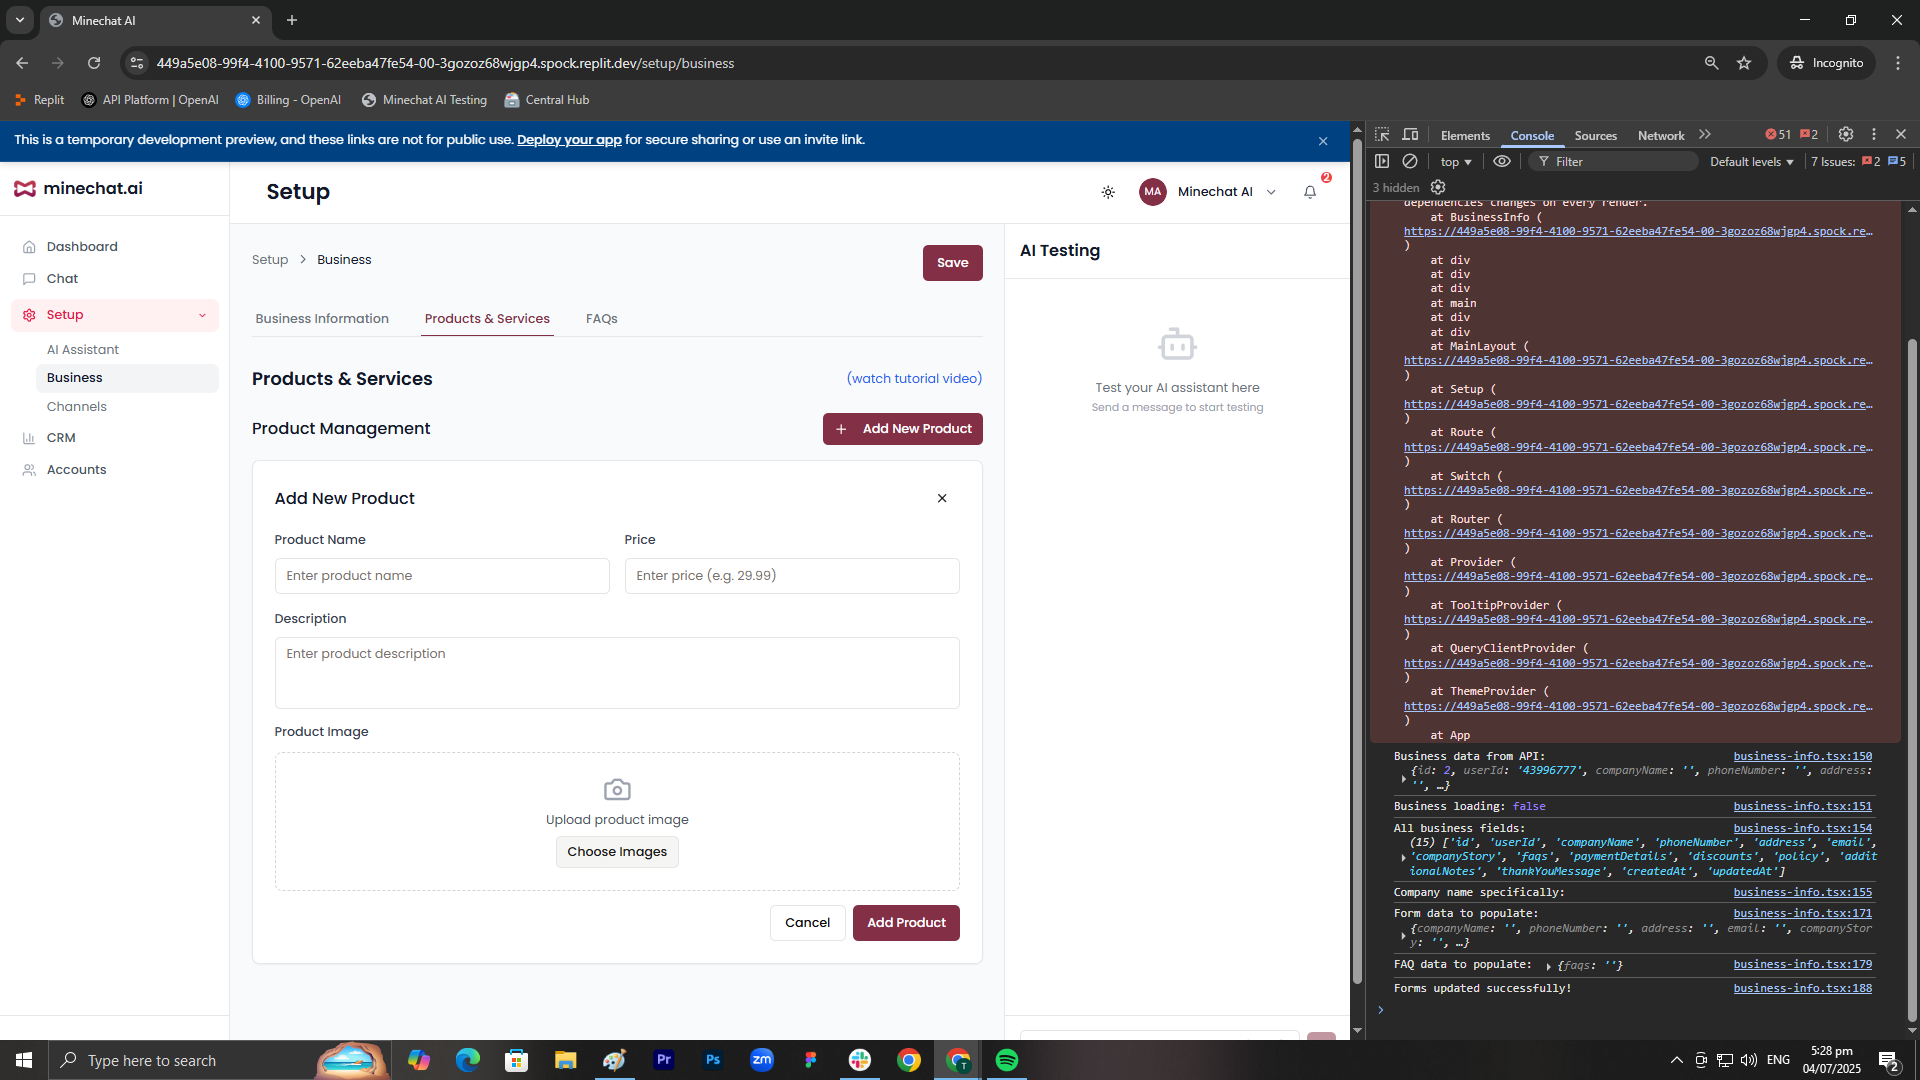 Minechat AI
449a5e08-99f4-4100-9571-62eeba47fe54-00-3gozoz68wjgp4.spock.replit.dev/setup/business
Incognito
Replit
API Platform | OpenAI
Billing - OpenAI
Minechat AI Testing
Central Hub
This is a temporary development preview, and these links are not for public use. Deploy your app for secure sharing or use an invite link.
minechat.ai
Dashboard
Chat
Setup
AI Assistant
Business
Channels
CRM
Accounts
Setup
MA
Minechat AI
2
Setup > Business
Save
Business Information
Products & Services
FAQs
Products & Services
(watch tutorial video)
Product Management
+ Add New Product
Add New Product
Product Name
Price
Enter product name
Enter price (e.g. 29.99)
Description
Enter product description
Product Image
Upload product image
Choose Images
Cancel
Add Product
AI Testing
Test your AI assistant here
Send a message to start testing
Elements
Console
Sources
Network
51
2
top
Filter
Default levels
7 Issues: 2 5
3 hidden
dependencies changes on every render.
at BusinessInfo (
https://449a5e08-99f4-4100-9571-62eeba47fe54-00-3gozoz68wjgp4.spock.re…
)
at div
at div
at div
at main
at div
at div
at MainLayout (
https://449a5e08-99f4-4100-9571-62eeba47fe54-00-3gozoz68wjgp4.spock.re…
)
at Setup (
https://449a5e08-99f4-4100-9571-62eeba47fe54-00-3gozoz68wjgp4.spock.re…
)
at Route (
https://449a5e08-99f4-4100-9571-62eeba47fe54-00-3gozoz68wjgp4.spock.re…
)
at Switch (
https://449a5e08-99f4-4100-9571-62eeba47fe54-00-3gozoz68wjgp4.spock.re…
)
at Router (
https://449a5e08-99f4-4100-9571-62eeba47fe54-00-3gozoz68wjgp4.spock.re…
)
at Provider (
https://449a5e08-99f4-4100-9571-62eeba47fe54-00-3gozoz68wjgp4.spock.re…
)
at TooltipProvider (
https://449a5e08-99f4-4100-9571-62eeba47fe54-00-3gozoz68wjgp4.spock.re…
)
at QueryClientProvider (
https://449a5e08-99f4-4100-9571-62eeba47fe54-00-3gozoz68wjgp4.spock.re…
)
at ThemeProvider (
https://449a5e08-99f4-4100-9571-62eeba47fe54-00-3gozoz68wjgp4.spock.re…
)
at App
Business data from API: business-info.tsx:150
{id: 2, userId: '43996777', companyName: '', phoneNumber: '', address:
'', …}
Business loading: false business-info.tsx:151
All business fields: business-info.tsx:154
(15) ['id', 'userId', 'companyName', 'phoneNumber', 'address', 'email',
'companyStory', 'faqs', 'paymentDetails', 'discounts', 'policy', 'addit
ionalNotes', 'thankYouMessage', 'createdAt', 'updatedAt']
Company name specifically: business-info.tsx:155
Form data to populate: business-info.tsx:171
{companyName: '', phoneNumber: '', address: '', email: '', companyStor
y: '', …}
FAQ data to populate: {faqs: ''} business-info.tsx:179
Forms updated successfully! business-info.tsx:188
Type here to search
Pr
Ps
zm
T
ENG
5:28 pm
04/07/2025
2